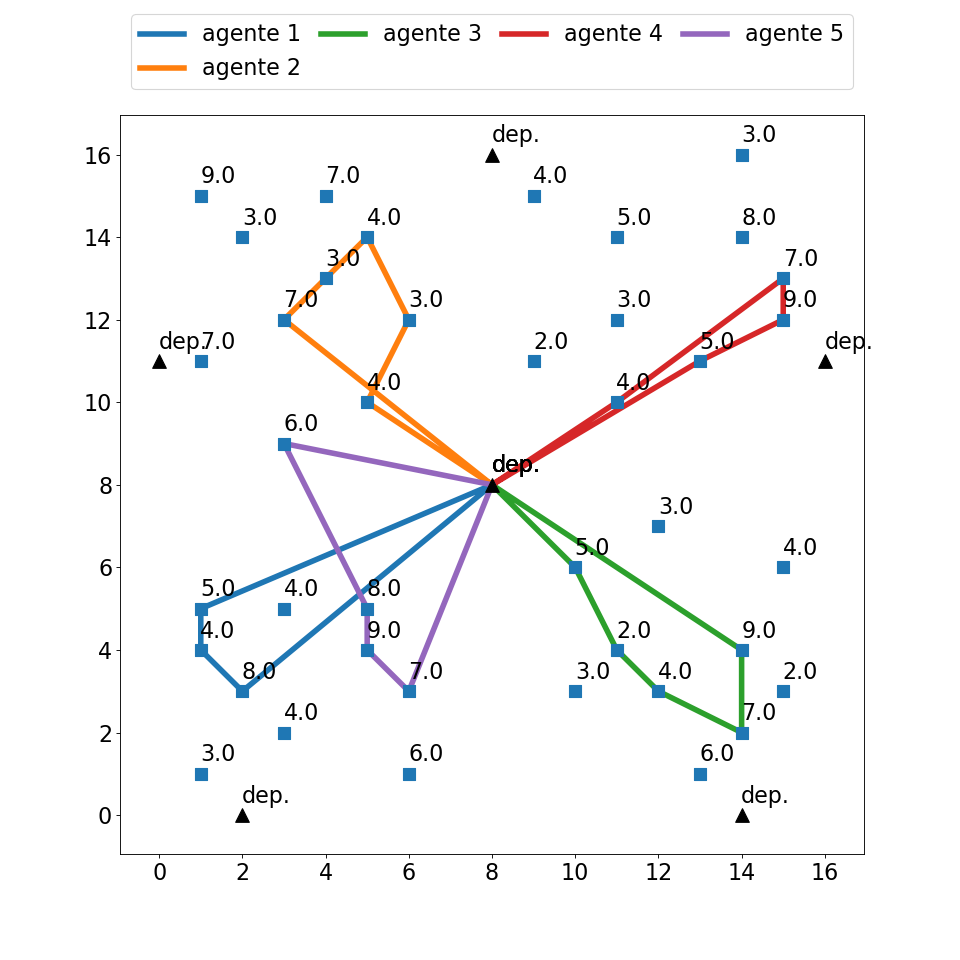 agente 1 agente 3 agente 4 agente 5
agente 2
dep. 3.0
16
9.0 7.0 4.0
3.0 4.0 5.0 8.0
14
3.0 7.0
7.0 3.0 3.0 9.0
12
dep. 7.0 2.0 5.0 dep.
4.0 4.0
10
6.0
dep. dep.
8
3.0
5.0 4.0
6
5.0 4.0 8.0
4.0 9.0 2.0 9.0
4
8.0 7.0 3.0 4.0 2.0
4.0 7.0
2
3.0 6.0 6.0
dep. dep.
0
0 2 4 6 8 10 12 14 16